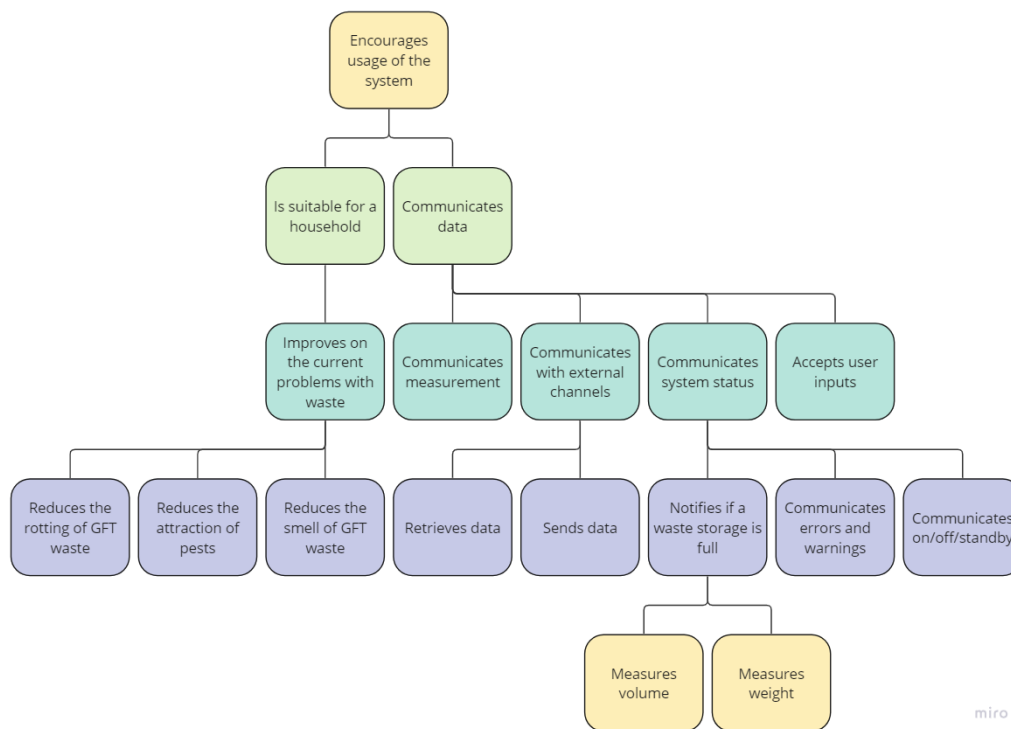 Encourages
usage of the
system
Is suitable for a
household
Communicates
data
Improves on
the current
problems with
waste
Communicates
measurement
Communicates
with external
channels
Communicates
system status
Accepts user
inputs
Reduces the
rotting of GFT
waste
Reduces the
attraction of
pests
Reduces the
smell of GFT
waste
Retrieves data
Sends data
Notifies if a
waste storage is
full
Communicates
errors and
warnings
Communicates
on/off/standby
Measures
volume
Measures
weight
miro